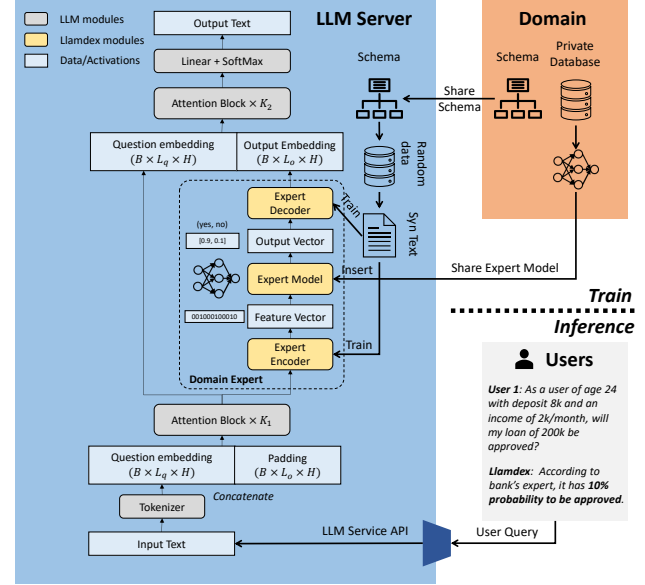 LLM modules
Llamdex modules
Data/Activations
Output Text
Linear + SoftMax
Attention Block × K₂
Question embedding
(B × L_q × H)
Output Embedding
(B × L_o × H)
LLM Server
Schema
Random
data
Syn Text
Train
Insert
Train
Expert
Decoder
(yes, no)
[0.9, 0.1]
Output Vector
Expert Model
001000100010
Feature Vector
Expert
Encoder
Domain Expert
Attention Block × K₁
Question embedding
(B × L_q × H)
Padding
(B × L_o × H)
Concatenate
Tokenizer
Input Text
LLM Service API
Domain
Schema
Private
Database
Share
Schema
Share Expert Model
Train
Inference
Users
User 1: As a user of age 24
with deposit 8k and an
income of 2k/month, will
my loan of 200k be
approved?
Llamdex: According to
bank's expert, it has 10%
probability to be approved.
User Query